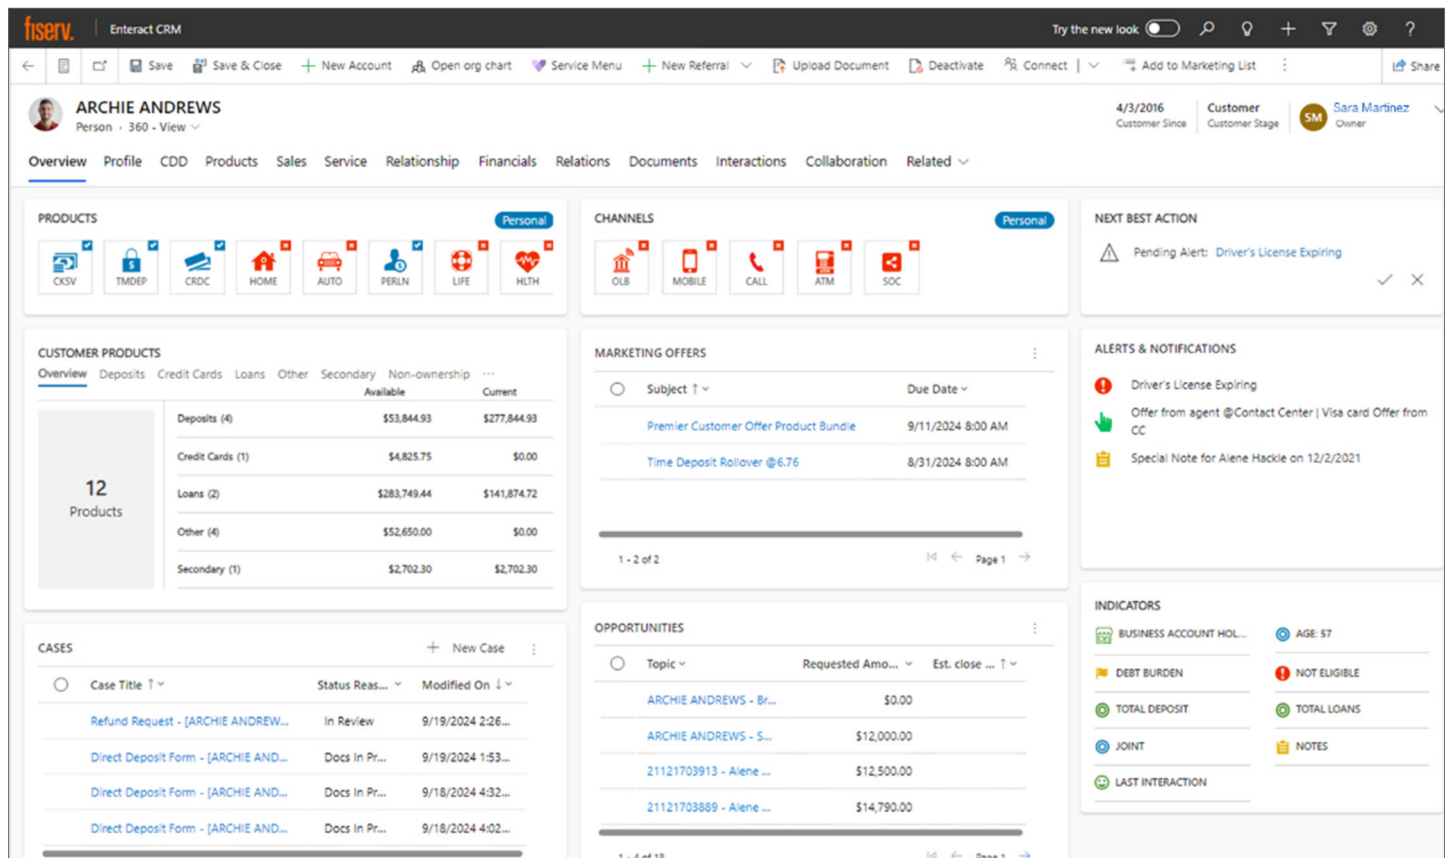 fiserv. Enteract CRM Try the new look ?
Save Save & Close New Account Open org chart Service Menu New Referral Upload Document Deactivate Connect Add to Marketing List Share
ARCHIE ANDREWS
Person · 360 - View
4/3/2016 Customer SM Sara Martinez
Customer Since Customer Stage Owner
Overview Profile CDD Products Sales Service Relationship Financials Relations Documents Interactions Collaboration Related
PRODUCTS Personal
CKSV TMDEP CRDC HOME AUTO PERLN LIFE HLTH
CHANNELS Personal
OLB MOBILE CALL ATM SOC
NEXT BEST ACTION
Pending Alert: Driver's License Expiring
CUSTOMER PRODUCTS
Overview Deposits Credit Cards Loans Other Secondary Non-ownership ...
Available Current
12
Products
Deposits (4) $53,844.93 $277,844.93
Credit Cards (1) $4,825.75 $0.00
Loans (2) $283,749.44 $141,874.72
Other (4) $52,650.00 $0.00
Secondary (1) $2,702.30 $2,702.30
MARKETING OFFERS
Subject Due Date
Premier Customer Offer Product Bundle 9/11/2024 8:00 AM
Time Deposit Rollover @6.76 8/31/2024 8:00 AM
1 - 2 of 2 Page 1
ALERTS & NOTIFICATIONS
Driver's License Expiring
Offer from agent @Contact Center | Visa card Offer from
CC
Special Note for Alene Hackle on 12/2/2021
CASES New Case
Case Title Status Reas... Modified On
Refund Request - [ARCHIE ANDREW... In Review 9/19/2024 2:26...
Direct Deposit Form - [ARCHIE AND... Docs In Pr... 9/19/2024 1:53...
Direct Deposit Form - [ARCHIE AND... Docs In Pr... 9/18/2024 4:32...
Direct Deposit Form - [ARCHIE AND... Docs In Pr... 9/18/2024 4:02...
OPPORTUNITIES
Topic Requested Amo... Est. close ...
ARCHIE ANDREWS - Br... $0.00
ARCHIE ANDREWS - S... $12,000.00
21121703913 - Alene ... $12,500.00
21121703889 - Alene ... $14,790.00
1 - 4 of 18 Page 1
INDICATORS
BUSINESS ACCOUNT HOL... AGE: 57
DEBT BURDEN NOT ELIGIBLE
TOTAL DEPOSIT TOTAL LOANS
JOINT NOTES
LAST INTERACTION